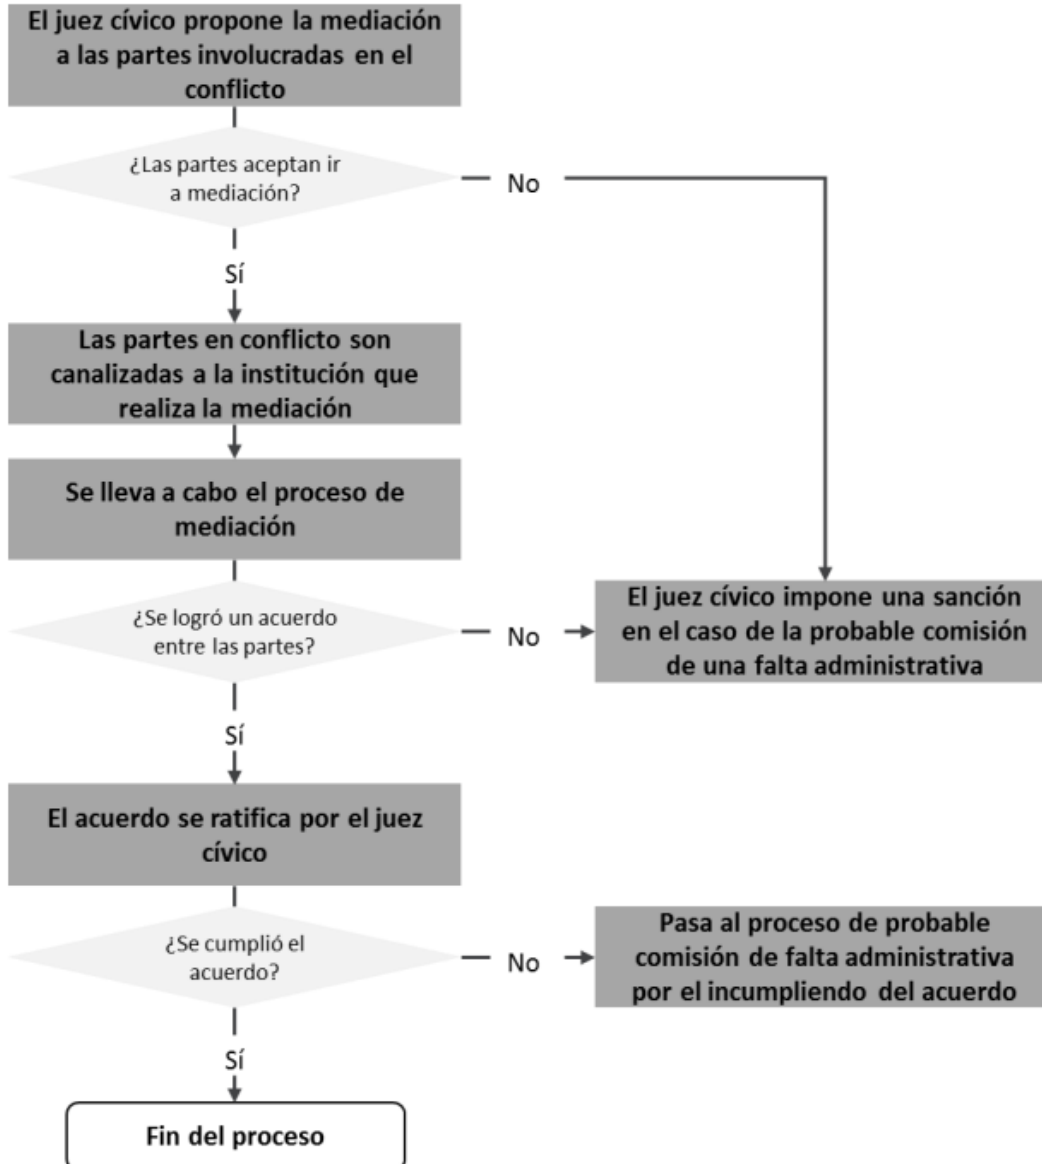 El juez cívico propone la mediación
a las partes involucradas en el
conflicto
¿Las partes aceptan ir
a mediación?
No
Sí
Las partes en conflicto son
canalizadas a la institución que
realiza la mediación
Se lleva a cabo el proceso de
mediación
¿Se logró un acuerdo
entre las partes?
No
El juez cívico impone una sanción
en el caso de la probable comisión
de una falta administrativa
Sí
El acuerdo se ratifica por el juez
cívico
¿Se cumplió el
acuerdo?
No
Pasa al proceso de probable
comisión de falta administrativa
por el incumpliendo del acuerdo
Sí
Fin del proceso